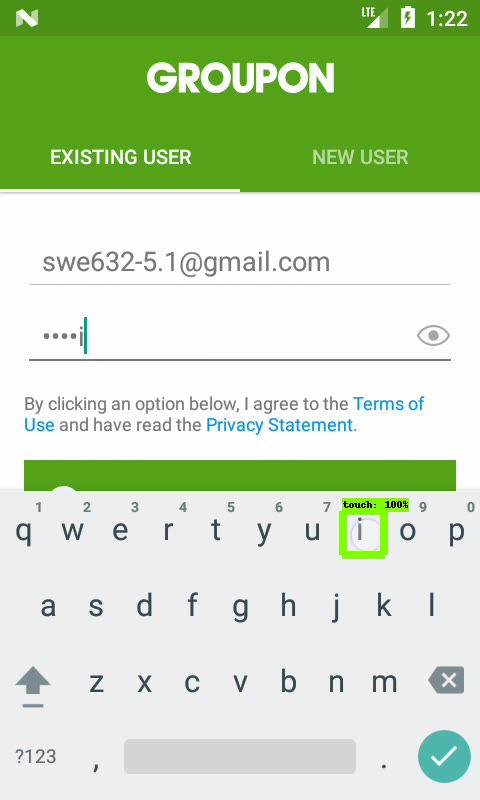 LTE 1:22
GROUPON
EXISTING USER NEW USER
swe632-5.1@gmail.com
••••i
By clicking an option below, I agree to the Terms of
Use and have read the Privacy Statement.
touch: 100%
1 2 3 4 5 6 7 9 0
q w e r t y u i o p
a s d f g h j k l
z x c v b n m
?123 , .